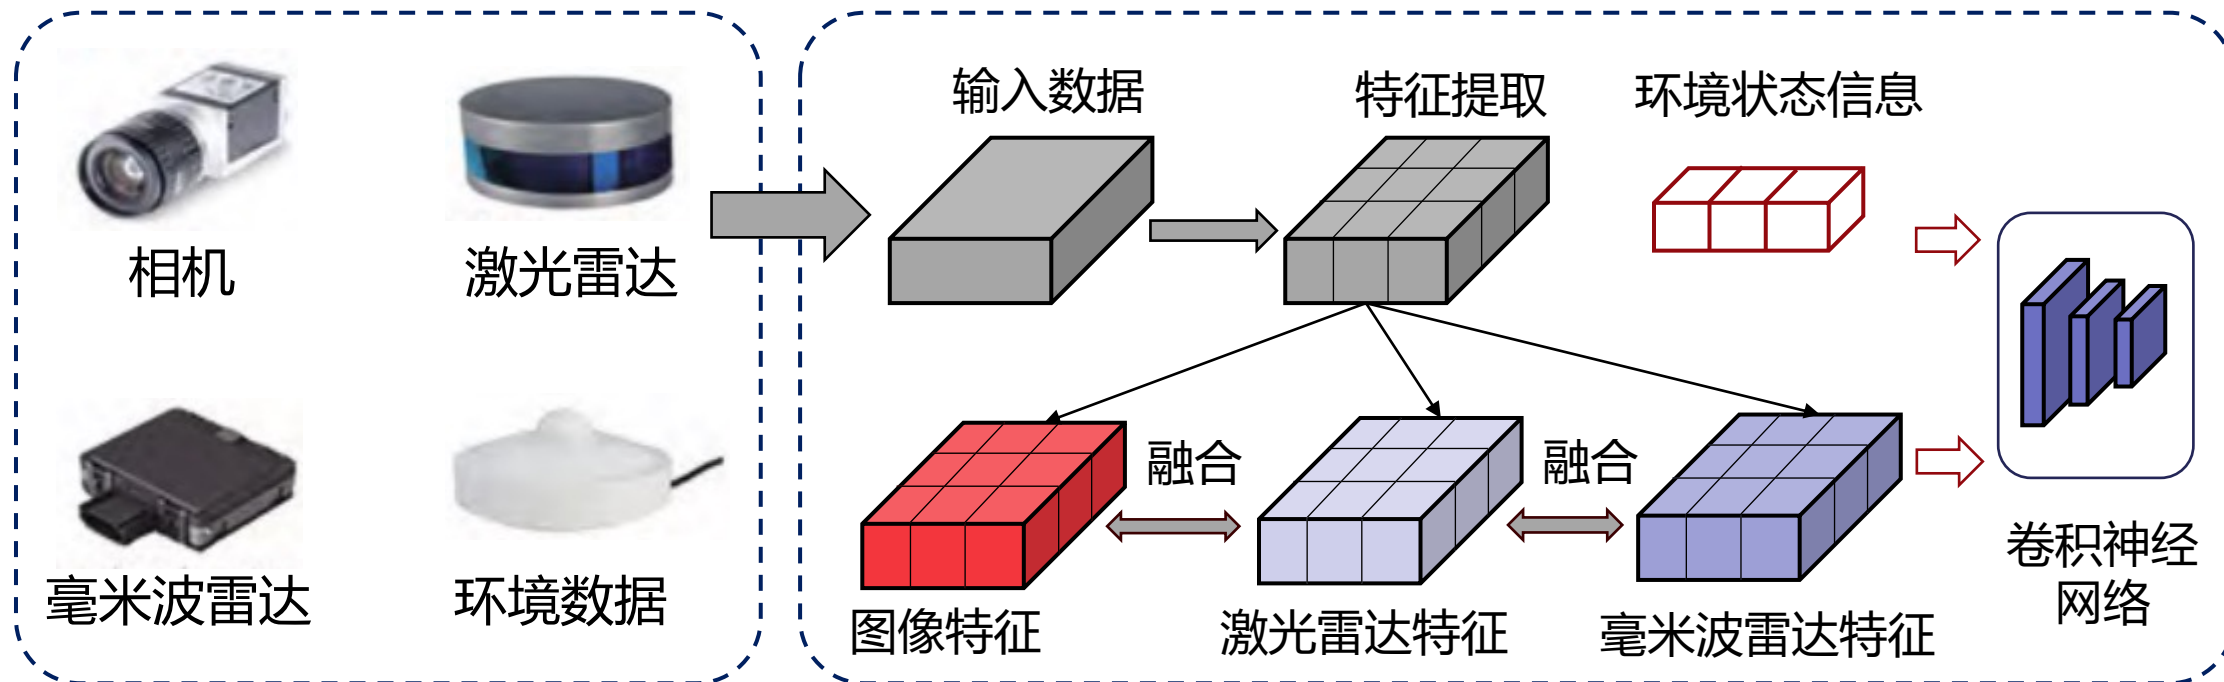 相机
激光雷达
毫米波雷达
环境数据
输入数据
特征提取
环境状态信息
融合
融合
图像特征
激光雷达特征
毫米波雷达特征
卷积神经
网络